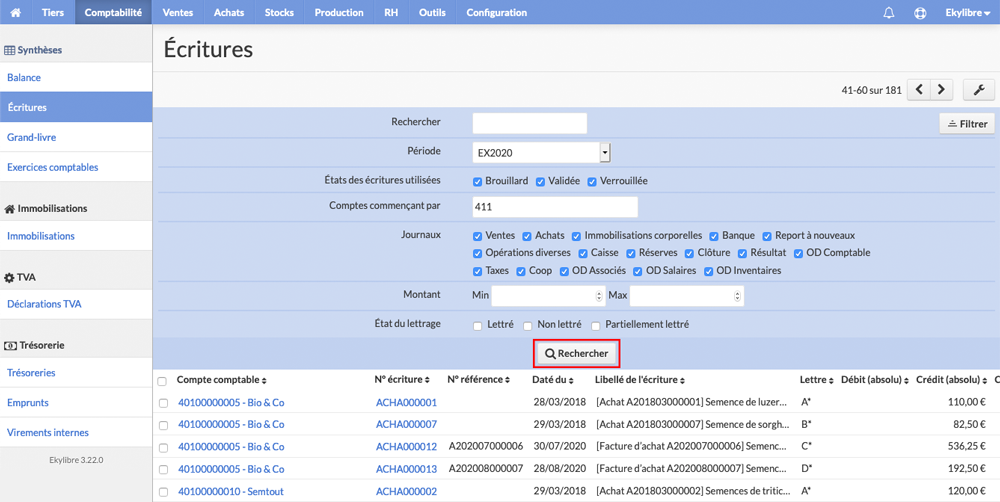 Tiers Comptabilité Ventes Achats Stocks Production RH Outils Configuration Ekylibre
Synthèses
Balance
Écritures
Grand-livre
Exercices comptables
Immobilisations
Immobilisations
TVA
Déclarations TVA
Trésorerie
Trésoreries
Emprunts
Virements internes
Ekylibre 3.22.0
Écritures
41-60 sur 181
Rechercher
Filtrer
Période EX2020
États des écritures utilisées Brouillard Validée Verrouillée
Comptes commençant par 411
Journaux Ventes Achats Immobilisations corporelles Banque Report à nouveaux
Opérations diverses Caisse Réserves Clôture Résultat OD Comptable
Taxes Coop OD Associés OD Salaires OD Inventaires
Montant Min Max
État du lettrage Lettré Non lettré Partiellement lettré
Rechercher
Compte comptable N° écriture N° référence Daté du Libellé de l'écriture Lettre Débit (absolu) Crédit (absolu) C
40100000005 - Bio & Co ACHA000001 28/03/2018 [Achat A201803000001] Semence de luzer... A* 110,00 €
40100000005 - Bio & Co ACHA000007 29/03/2018 [Achat A201803000007] Semence de sorgh... B* 82,50 €
40100000005 - Bio & Co ACHA000012 A202007000006 30/07/2020 [Facture d'achat A202007000006] Semenc... C* 536,25 €
40100000005 - Bio & Co ACHA000013 A202008000007 28/08/2020 [Facture d'achat A202008000007] Semenc... D* 192,50 €
40100000010 - Semtout ACHA000002 29/03/2018 [Achat A201803000002] Semences de tritic... A* 120,00 €